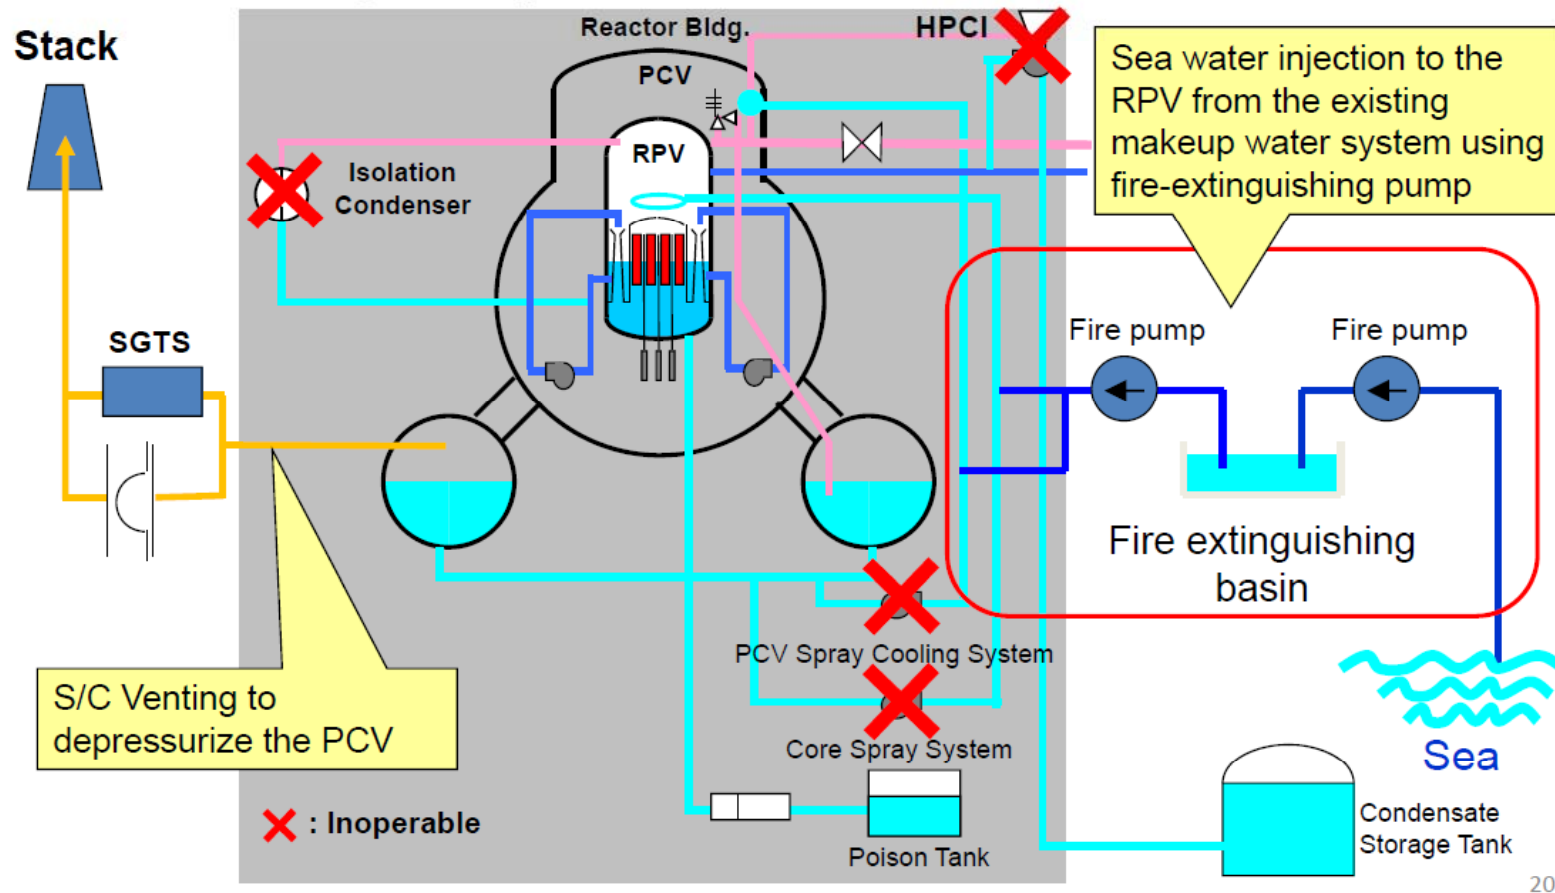 Stack
Reactor Bldg.
HPCI
PCV
RPV
Isolation
Condenser
Sea water injection to the
RPV from the existing
makeup water system using
fire-extinguishing pump
SGTS
Fire pump
Fire pump
Fire extinguishing
basin
S/C Venting to
depressurize the PCV
PCV Spray Cooling System
Core Spray System
Sea
: Inoperable
Poison Tank
Condensate
Storage Tank
20